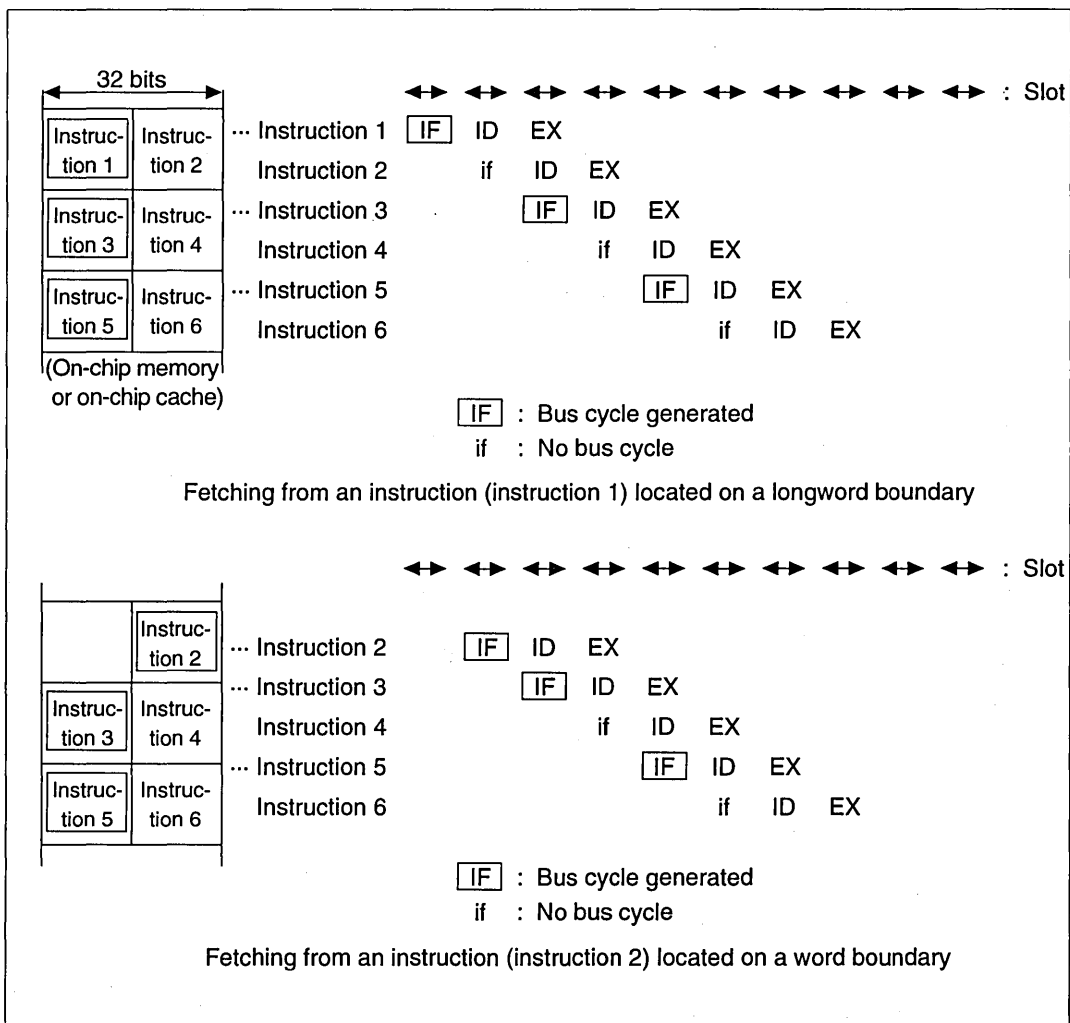 32 bits
: Slot
Instruc-
tion 1
Instruc-
tion 2
··· Instruction 1 IF ID EX
Instruction 2 if ID EX
Instruc-
tion 3
Instruc-
tion 4
··· Instruction 3 IF ID EX
Instruction 4 if ID EX
Instruc-
tion 5
Instruc-
tion 6
··· Instruction 5 IF ID EX
Instruction 6 if ID EX
(On-chip memory
or on-chip cache)
IF : Bus cycle generated
if : No bus cycle
Fetching from an instruction (instruction 1) located on a longword boundary
: Slot
Instruc-
tion 2
··· Instruction 2 IF ID EX
··· Instruction 3 IF ID EX
Instruc-
tion 3
Instruc-
tion 4
Instruction 4 if ID EX
··· Instruction 5 IF ID EX
Instruc-
tion 5
Instruc-
tion 6
Instruction 6 if ID EX
IF : Bus cycle generated
if : No bus cycle
Fetching from an instruction (instruction 2) located on a word boundary